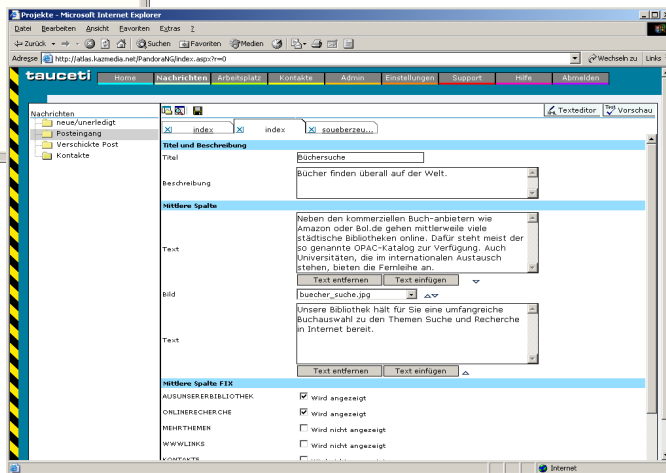 Projekte - Microsoft Internet Explorer
Datei Bearbeiten Ansicht Favoriten Extras ?
Zurück Suchen Favoriten Medien
Adresse http://atlas.kazmedia.net/PandoraNG/index.aspx?r=0 Wechseln zu Links
tauceti Home Nachrichten Arbeitsplatz Kontakte Admin Einstellungen Support Hilfe Abmelden
Nachrichten
neue/unerledigt
Posteingang
Verschickte Post
Kontakte
Texteditor Text Vorschau
index index soueberzeu...
Titel und Beschreibung
Titel Büchersuche
Beschreibung Bücher finden überall auf der Welt.
Mittlere Spalte
Text
Neben den kommerziellen Buch-anbietern wie
Amazon oder Bol.de gehen mittlerweile viele
städtische Bibliotheken online. Dafür steht meist der
so genannte OPAC-Katalog zur Verfügung. Auch
Universitäten, die im internationalen Austausch
stehen, bieten die Fernleihe an.
Text entfernen Text einfügen
Bild buecher_suche.jpg
Text
Unsere Bibliothek hält für Sie eine umfangreiche
Buchauswahl zu den Themen Suche und Recherche
in Internet bereit.
Text entfernen Text einfügen
Mittlere Spalte FIX
AUSUNSERERBIBLIOTHEK Wird angezeigt
ONLINERECHERCHE Wird angezeigt
MEHRTHEMEN Wird nicht angezeigt
WWWLINKS Wird nicht angezeigt
KONTAKTE
Internet